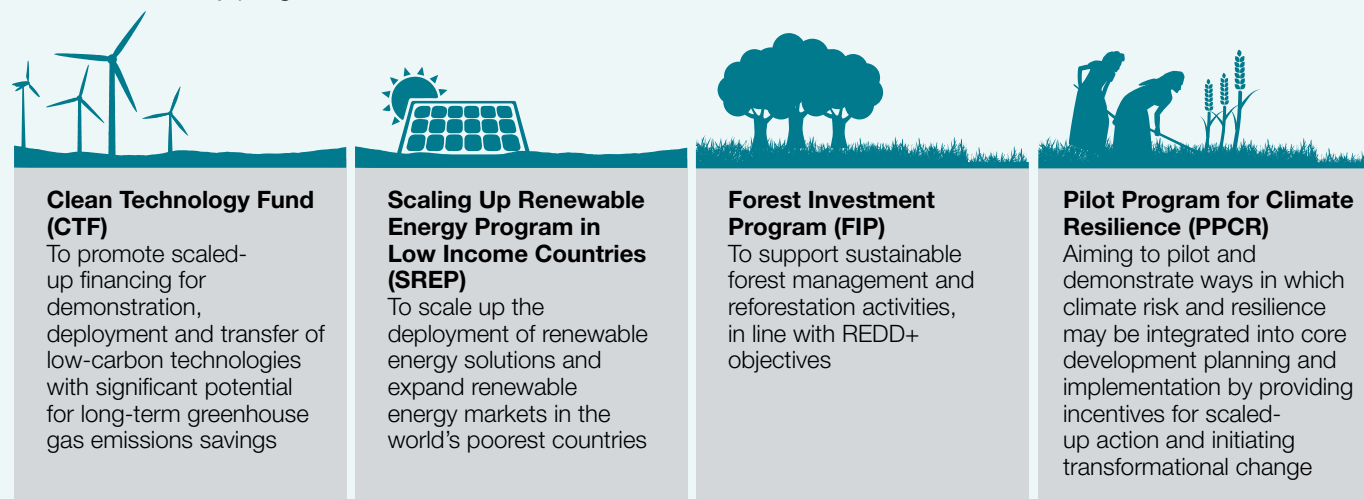 Clean Technology Fund
(CTF)
To promote scaled-
up financing for
demonstration,
deployment and transfer of
low-carbon technologies
with significant potential
for long-term greenhouse
gas emissions savings
Scaling Up Renewable
Energy Program in
Low Income Countries
(SREP)
To scale up the
deployment of renewable
energy solutions and
expand renewable
energy markets in the
world's poorest countries
Forest Investment
Program (FIP)
To support sustainable
forest management and
reforestation activities,
in line with REDD+
objectives
Pilot Program for Climate
Resilience (PPCR)
Aiming to pilot and
demonstrate ways in which
climate risk and resilience
may be integrated into core
development planning and
implementation by providing
incentives for scaled-
up action and initiating
transformational change